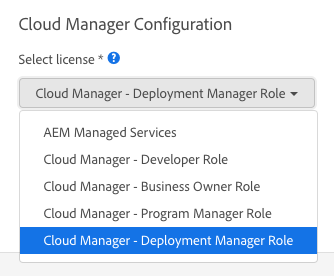 Cloud Manager Configuration
Select license * ?
Cloud Manager - Deployment Manager Role
AEM Managed Services
Cloud Manager - Developer Role
Cloud Manager - Business Owner Role
Cloud Manager - Program Manager Role
Cloud Manager - Deployment Manager Role